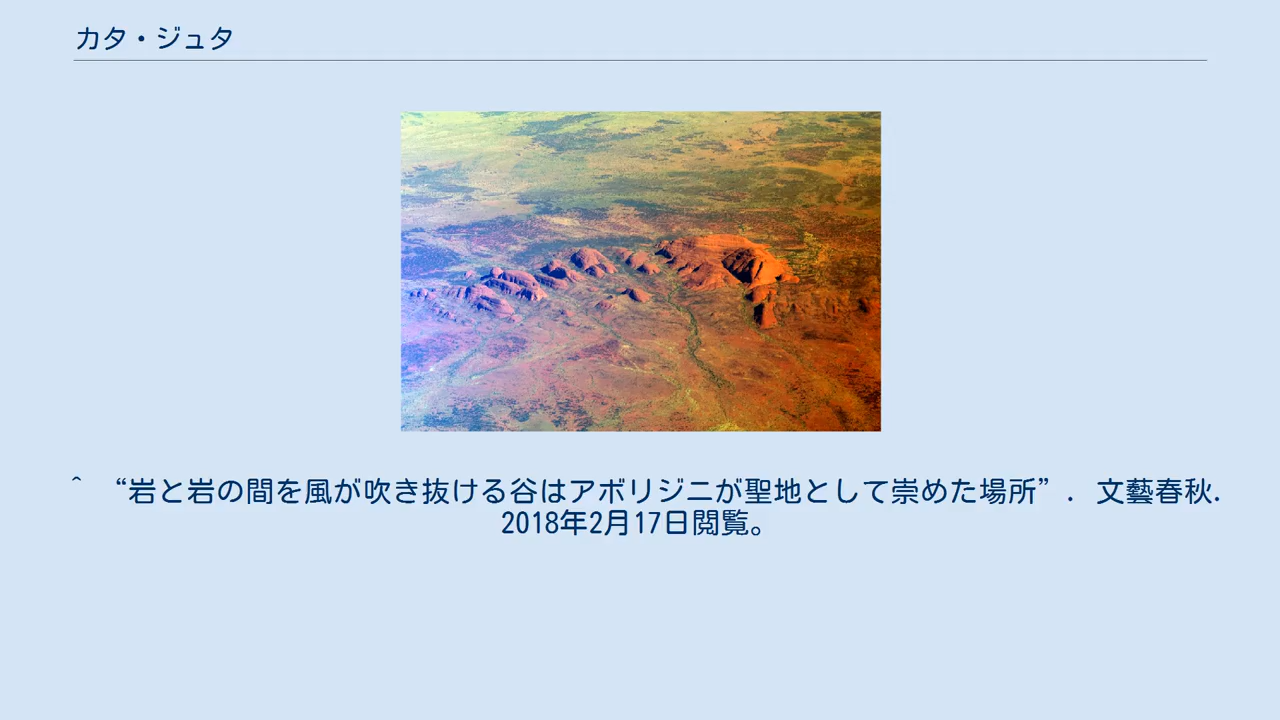 カタ・ジュタ
^ “岩と岩の間を風が吹き抜ける谷はアボリジニが聖地として崇めた場所”. 文藝春秋.
2018年2月17日閲覧。